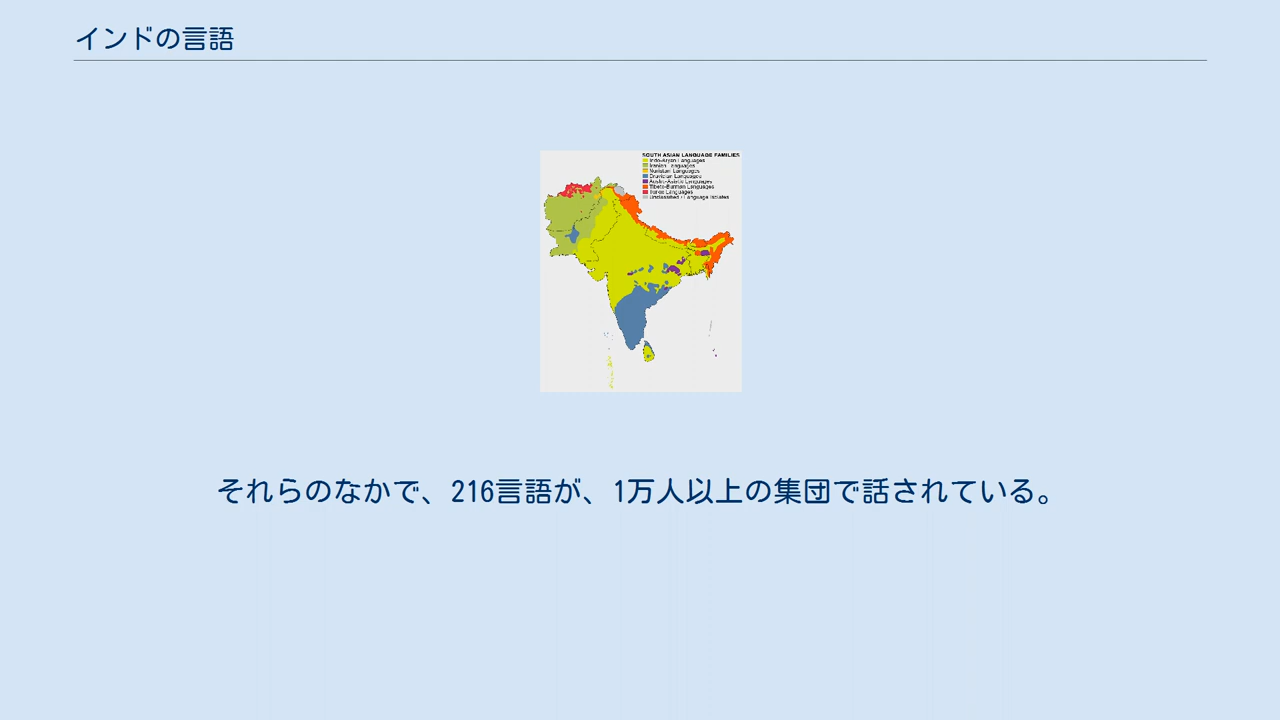 インドの言語
SOUTH ASIAN LANGUAGE FAMILIES
Indo-Aryan Languages
Iranian Languages
Nuristani Languages
Dravidian Languages
Austro-Asiatic Languages
Tibeto-Burman Languages
Turkic Languages
Unclassified / Language Isolates
それらのなかで、216言語が、1万人以上の集団で話されている。